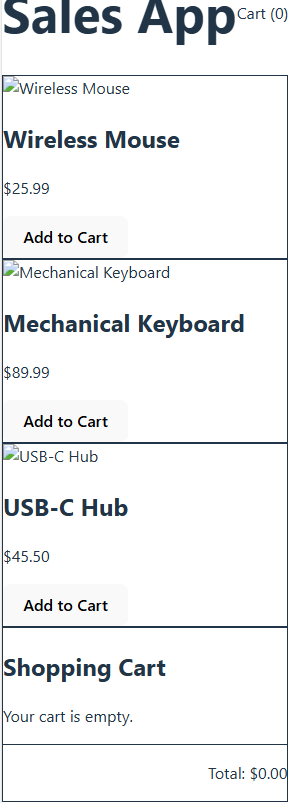 Sales App
Cart (0)
Wireless Mouse
Wireless Mouse
$25.99
Add to Cart
Mechanical Keyboard
Mechanical Keyboard
$89.99
Add to Cart
USB-C Hub
USB-C Hub
$45.50
Add to Cart
Shopping Cart
Your cart is empty.
Total: $0.00